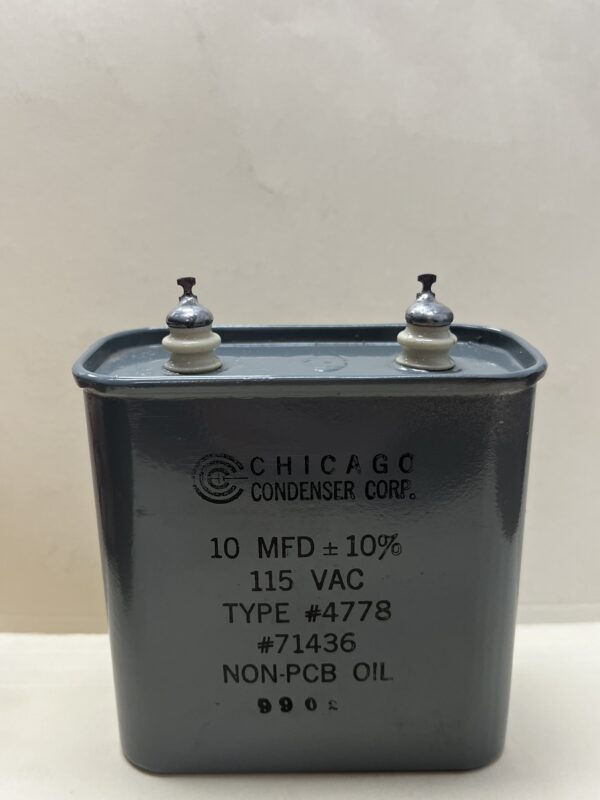 CHICAGO
CONDENSER CORP.
10 MFD ± 10%
115 VAC
TYPE #4778
#71436
NON-PCB OIL
9902